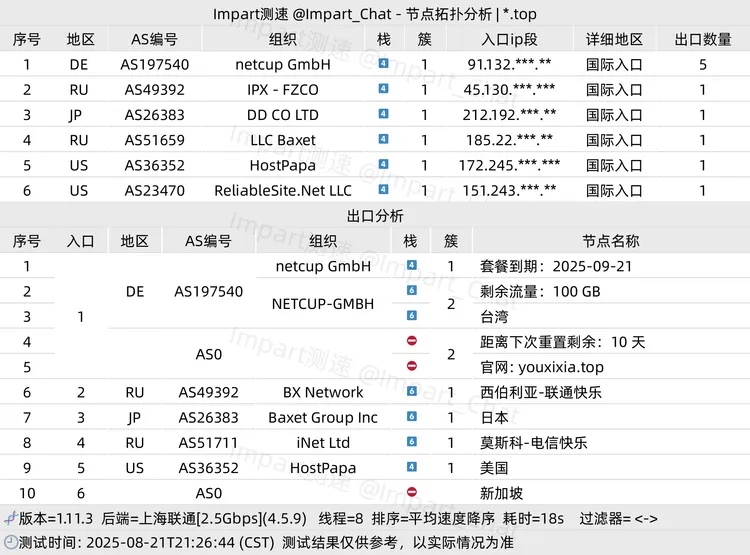 Impart测速 @Impart_Chat - 节点拓扑分析 | *.top
序号 地区 AS编号 组织 栈 簇 入口ip段 详细地区 出口数量
1 DE AS197540 netcup GmbH 4 1 91.132.***.** 国际入口 5
2 RU AS49392 IPX - FZCO 4 1 45.130.***.*** 国际入口 1
3 JP AS26383 DD CO LTD 4 1 212.192.***.** 国际入口 1
4 RU AS51659 LLC Baxet 4 1 185.22.***.** 国际入口 1
5 US AS36352 HostPapa 4 1 172.245.***.*** 国际入口 1
6 US AS23470 ReliableSite.Net LLC 4 1 151.243.***.** 国际入口 1
出口分析
序号 入口 地区 AS编号 组织 栈 簇 节点名称
1 1 DE AS197540 netcup GmbH 4 1 套餐到期：2025-09-21
2 NETCUP-GMBH 6 2 剩余流量：100 GB
3 6 台湾
4 AS0 2 距离下次重置剩余：10 天
5 官网: youxixia.top
6 2 RU AS49392 BX Network 6 1 西伯利亚-联通快乐
7 3 JP AS26383 Baxet Group Inc 6 1 日本
8 4 RU AS51711 iNet Ltd 6 1 莫斯科-电信快乐
9 5 US AS36352 HostPapa 4 1 美国
10 6 AS0 新加坡
版本=1.11.3 后端=上海联通[2.5Gbps](4.5.9) 线程=8 排序=平均速度降序 耗时=18s 过滤器= <->
测试时间: 2025-08-21T21:26:44 (CST) 测试结果仅供参考，以实际情况为准